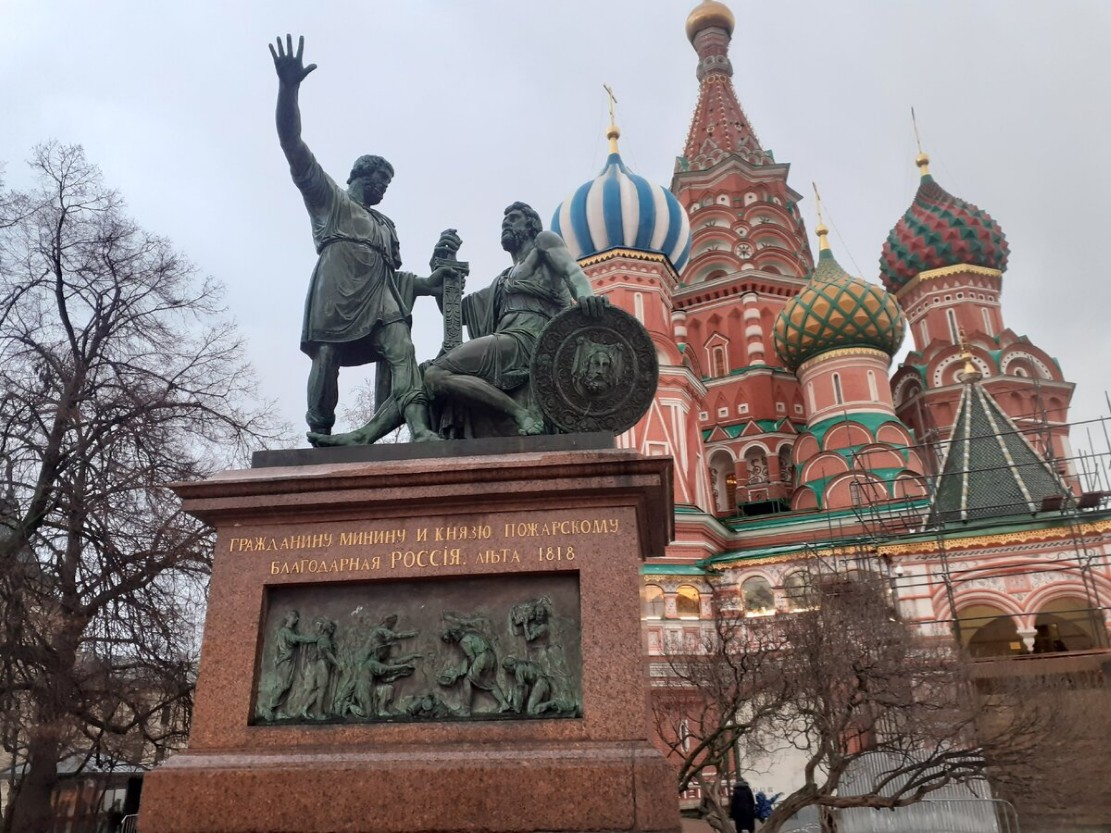 ГРАЖДАНИНУ МИНИНУ И КНЯЗЮ ПОЖАРСКОМУ
БЛАГОДАРНАЯ РОССІЯ. ЛѢТА 1818.